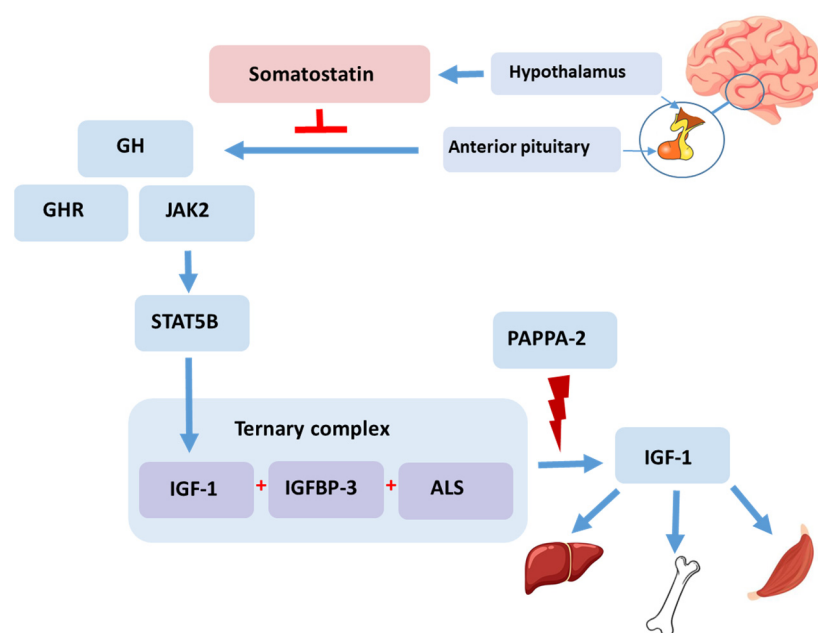 Somatostatin
Hypothalamus
GH
Anterior pituitary
GHR
JAK2
STAT5B
PAPPA-2
Ternary complex
IGF-1 + IGFBP-3 + ALS
IGF-1